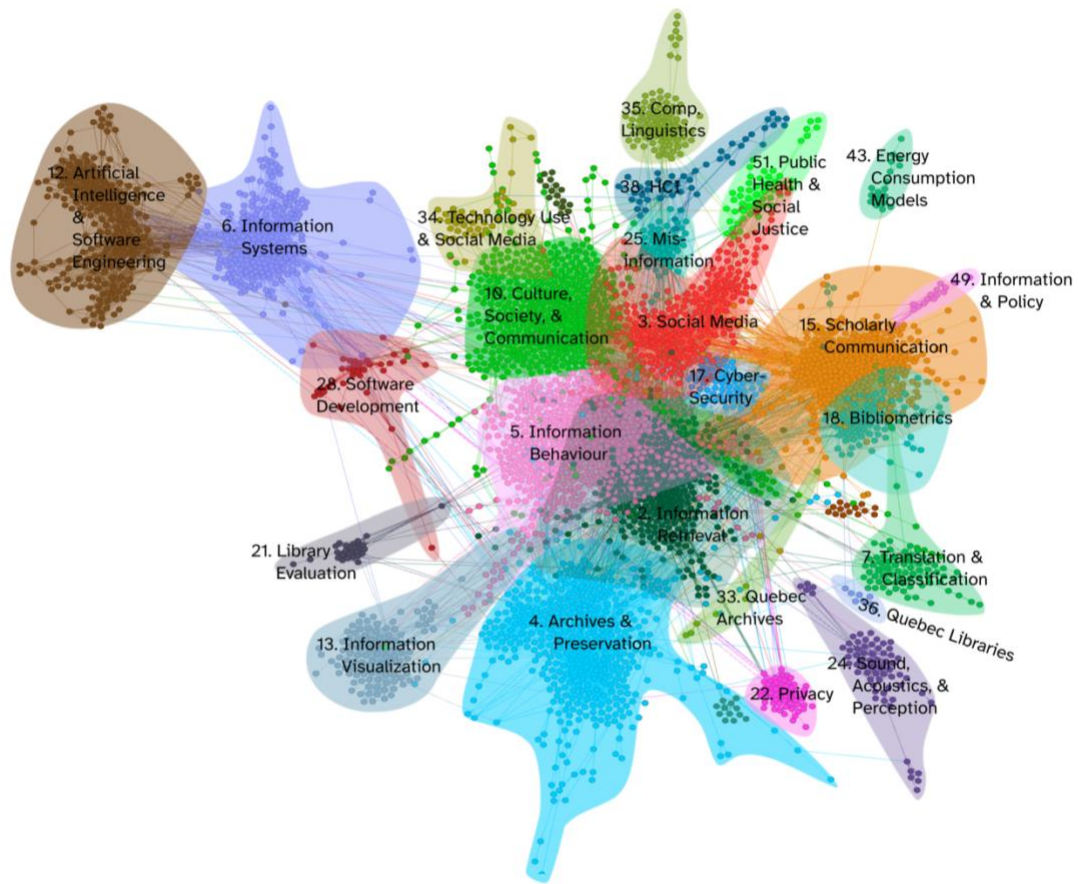 35. Comp.
Linguistics
12. Artificial
Intelligence
&
Software
Engineering
6. Information
Systems
34. Technology Use
& Social Media
38. HCI
51. Public
Health &
Social
Justice
43. Energy
Consumption
Models
25. Mis-
information
10. Culture,
Society, &
Communication
3. Social Media
15. Scholarly
Communication
49. Information
& Policy
28. Software
Development
17. Cyber-
Security
18. Bibliometrics
5. Information
Behaviour
2. Information
Retrieval
21. Library
Evaluation
7. Translation &
Classification
33. Quebec
Archives
36. Quebec Libraries
13. Information
Visualization
4. Archives &
Preservation
22. Privacy
24. Sound,
Acoustics, &
Perception